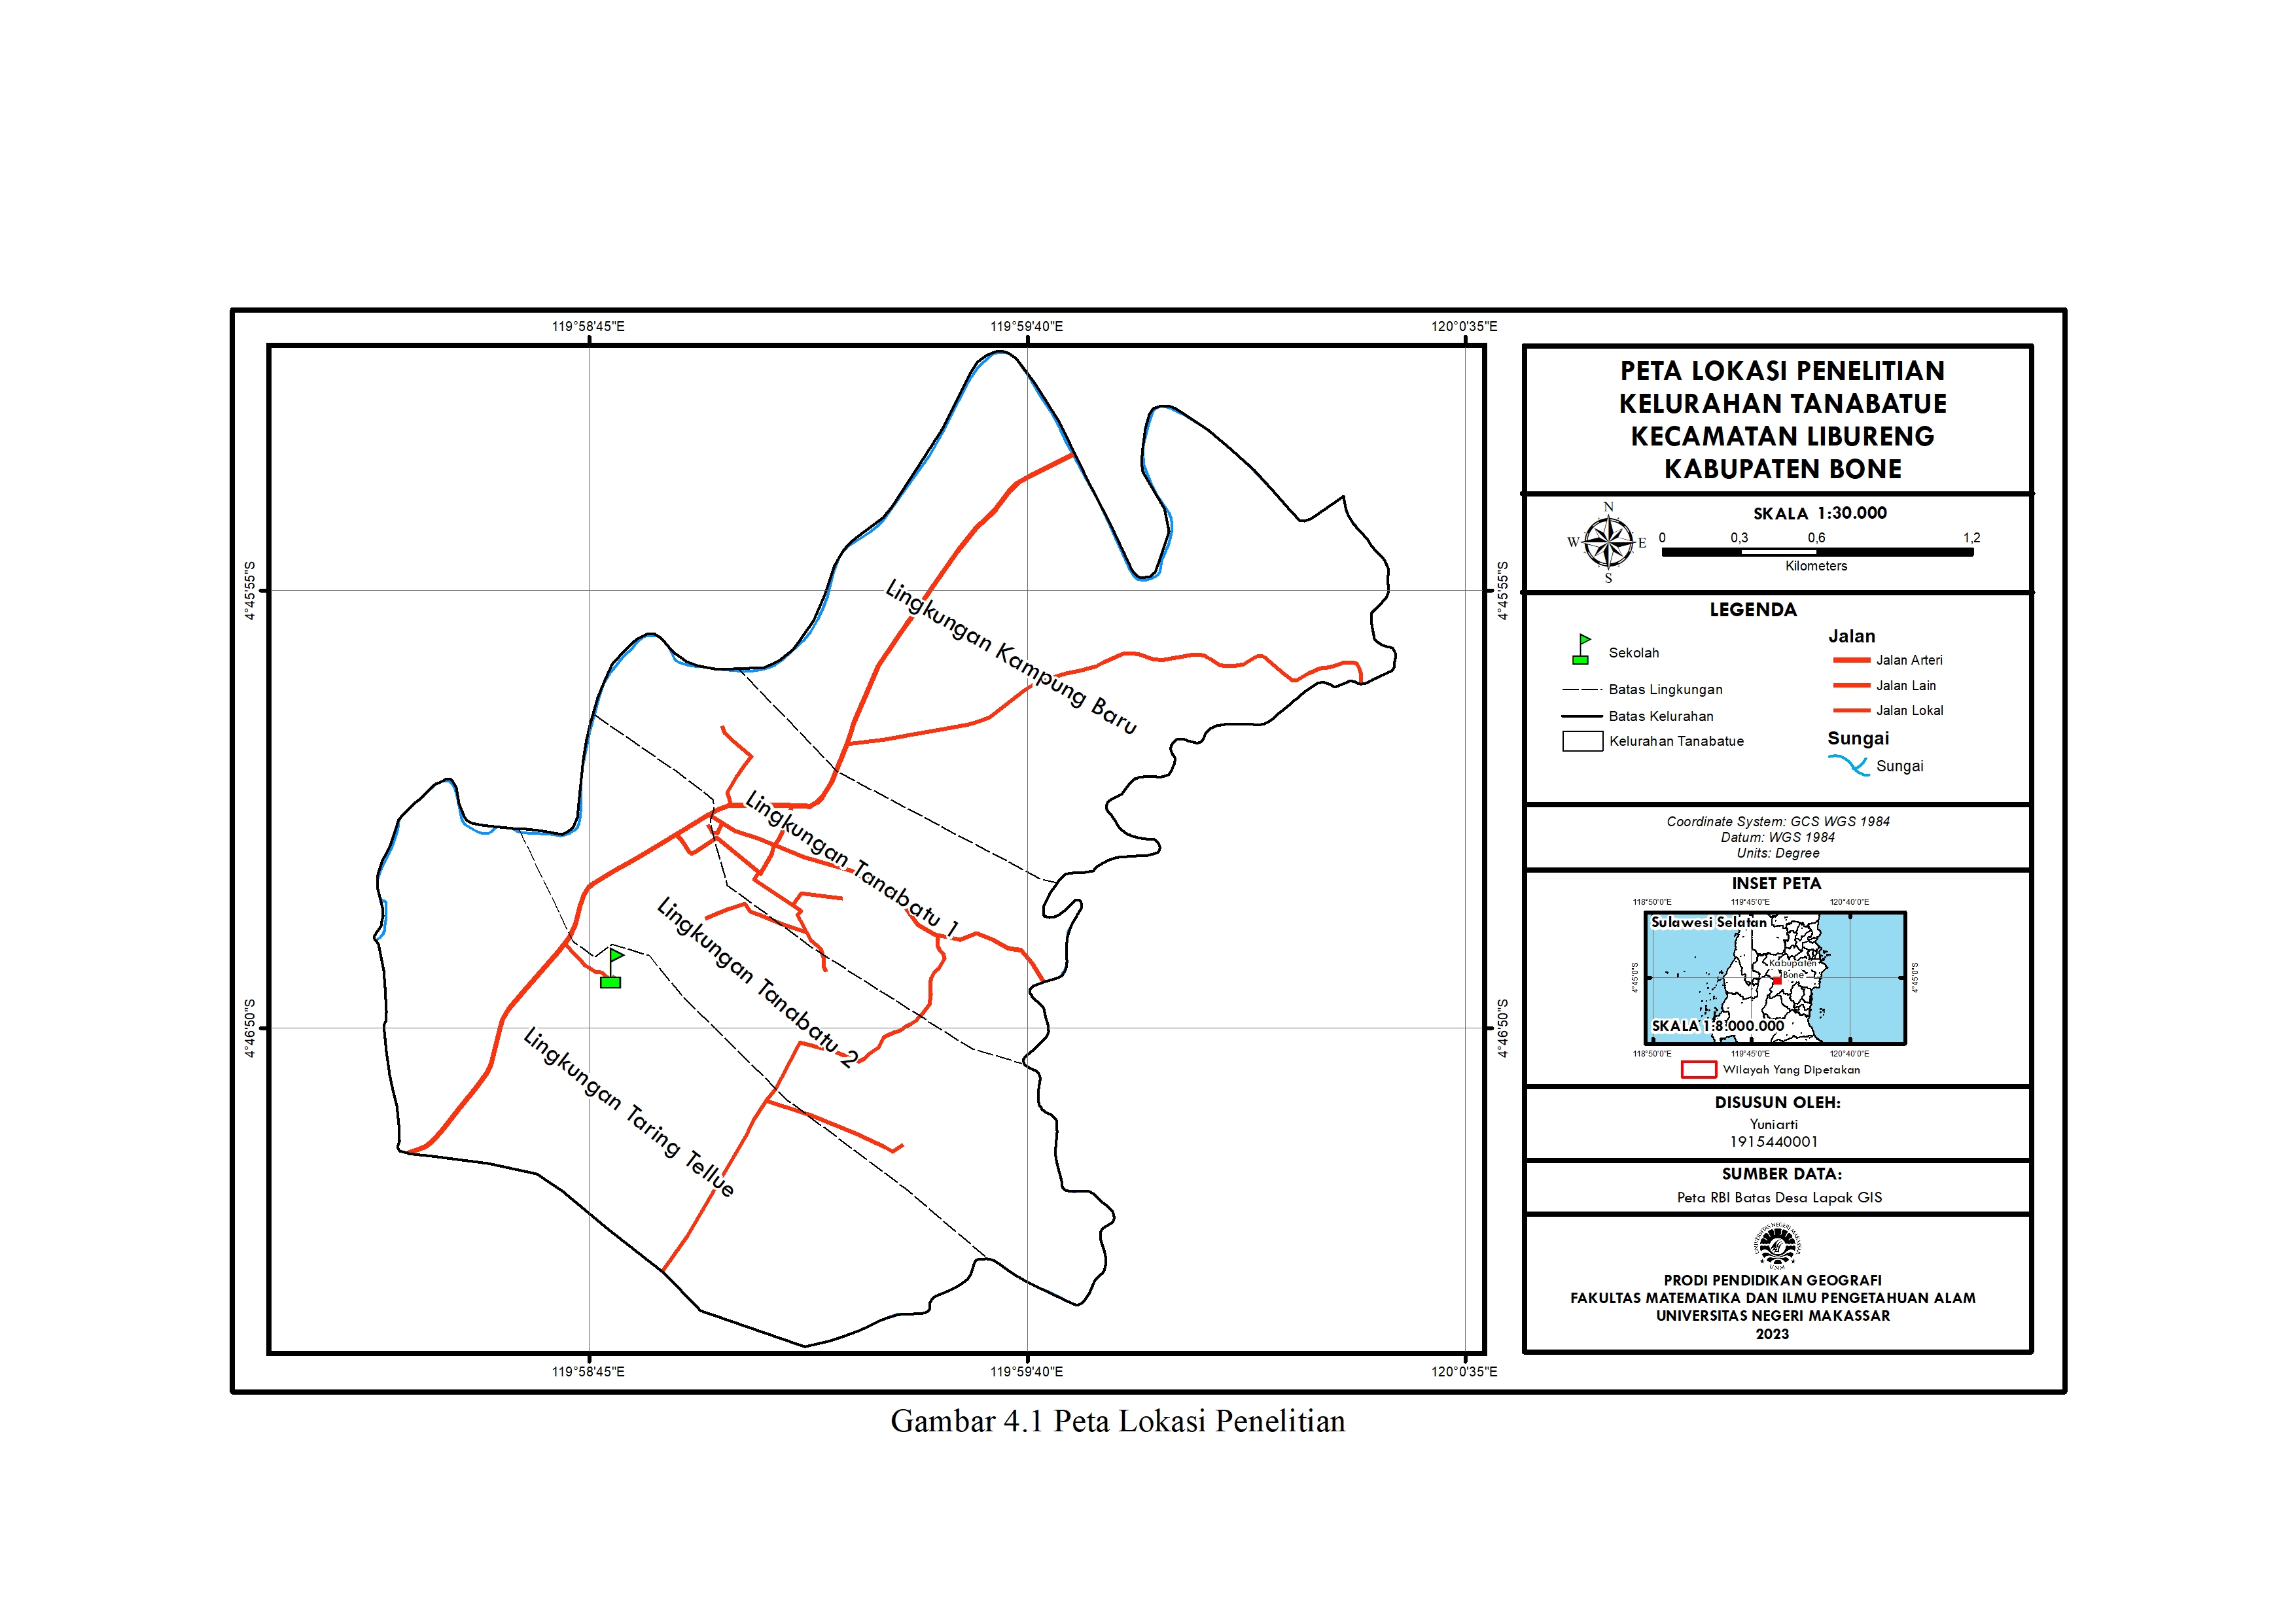 119°58'45"E
119°59'40"E
120°0'35"E
4°45'55"S
4°45'55"S
4°46'50"S
4°46'50"S
Lingkungan Kampung Baru
Lingkungan Tanabatu 1
Lingkungan Tanabatu 2
Lingkungan Taring Tellue
119°58'45"E
119°59'40"E
120°0'35"E
PETA LOKASI PENELITIAN
KELURAHAN TANABATUE
KECAMATAN LIBURENG
KABUPATEN BONE
N
W
E
S
SKALA 1:30.000
0 0,3 0,6 1,2
Kilometers
LEGENDA
Sekolah
Batas Lingkungan
Batas Kelurahan
Kelurahan Tanabatue
Jalan
Jalan Arteri
Jalan Lain
Jalan Lokal
Sungai
Sungai
Coordinate System: GCS WGS 1984
Datum: WGS 1984
Units: Degree
INSET PETA
118°50'0"E 119°45'0"E 120°40'0"E
Sulawesi Selatan
Kabupaten
Bone
4°45'0"S
4°45'0"S
SKALA 1:8.000.000
118°50'0"E 119°45'0"E 120°40'0"E
Wilayah Yang Dipetakan
DISUSUN OLEH:
Yuniarti
1915440001
SUMBER DATA:
Peta RBI Batas Desa Lapak GIS
UNIVERSITAS NEGERI MAKASSAR
UNM
PRODI PENDIDIKAN GEOGRAFI
FAKULTAS MATEMATIKA DAN ILMU PENGETAHUAN ALAM
UNIVERSITAS NEGERI MAKASSAR
2023
Gambar 4.1 Peta Lokasi Penelitian